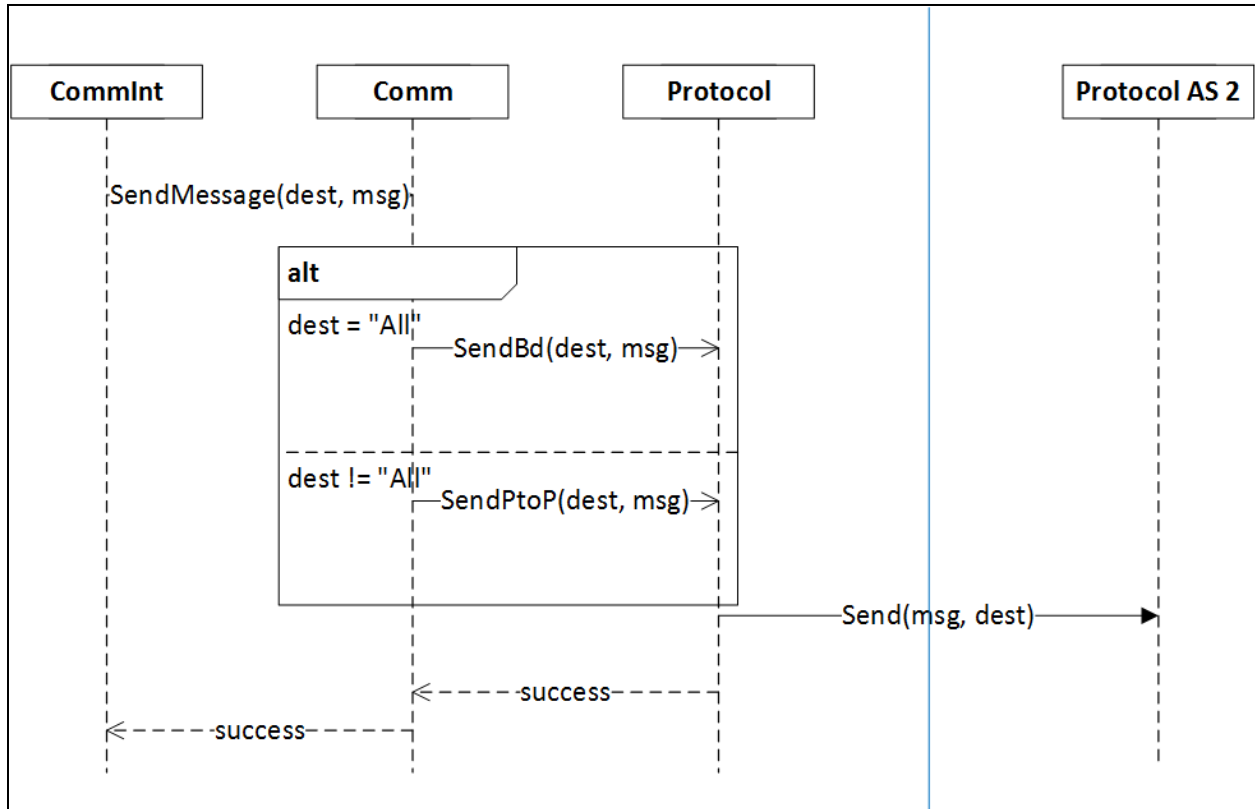 CommInt
Comm
Protocol
Protocol AS 2
SendMessage(dest, msg)
alt
dest = "All"
SendBd(dest, msg)
dest != "All"
SendPtoP(dest, msg)
Send(msg, dest)
success
success